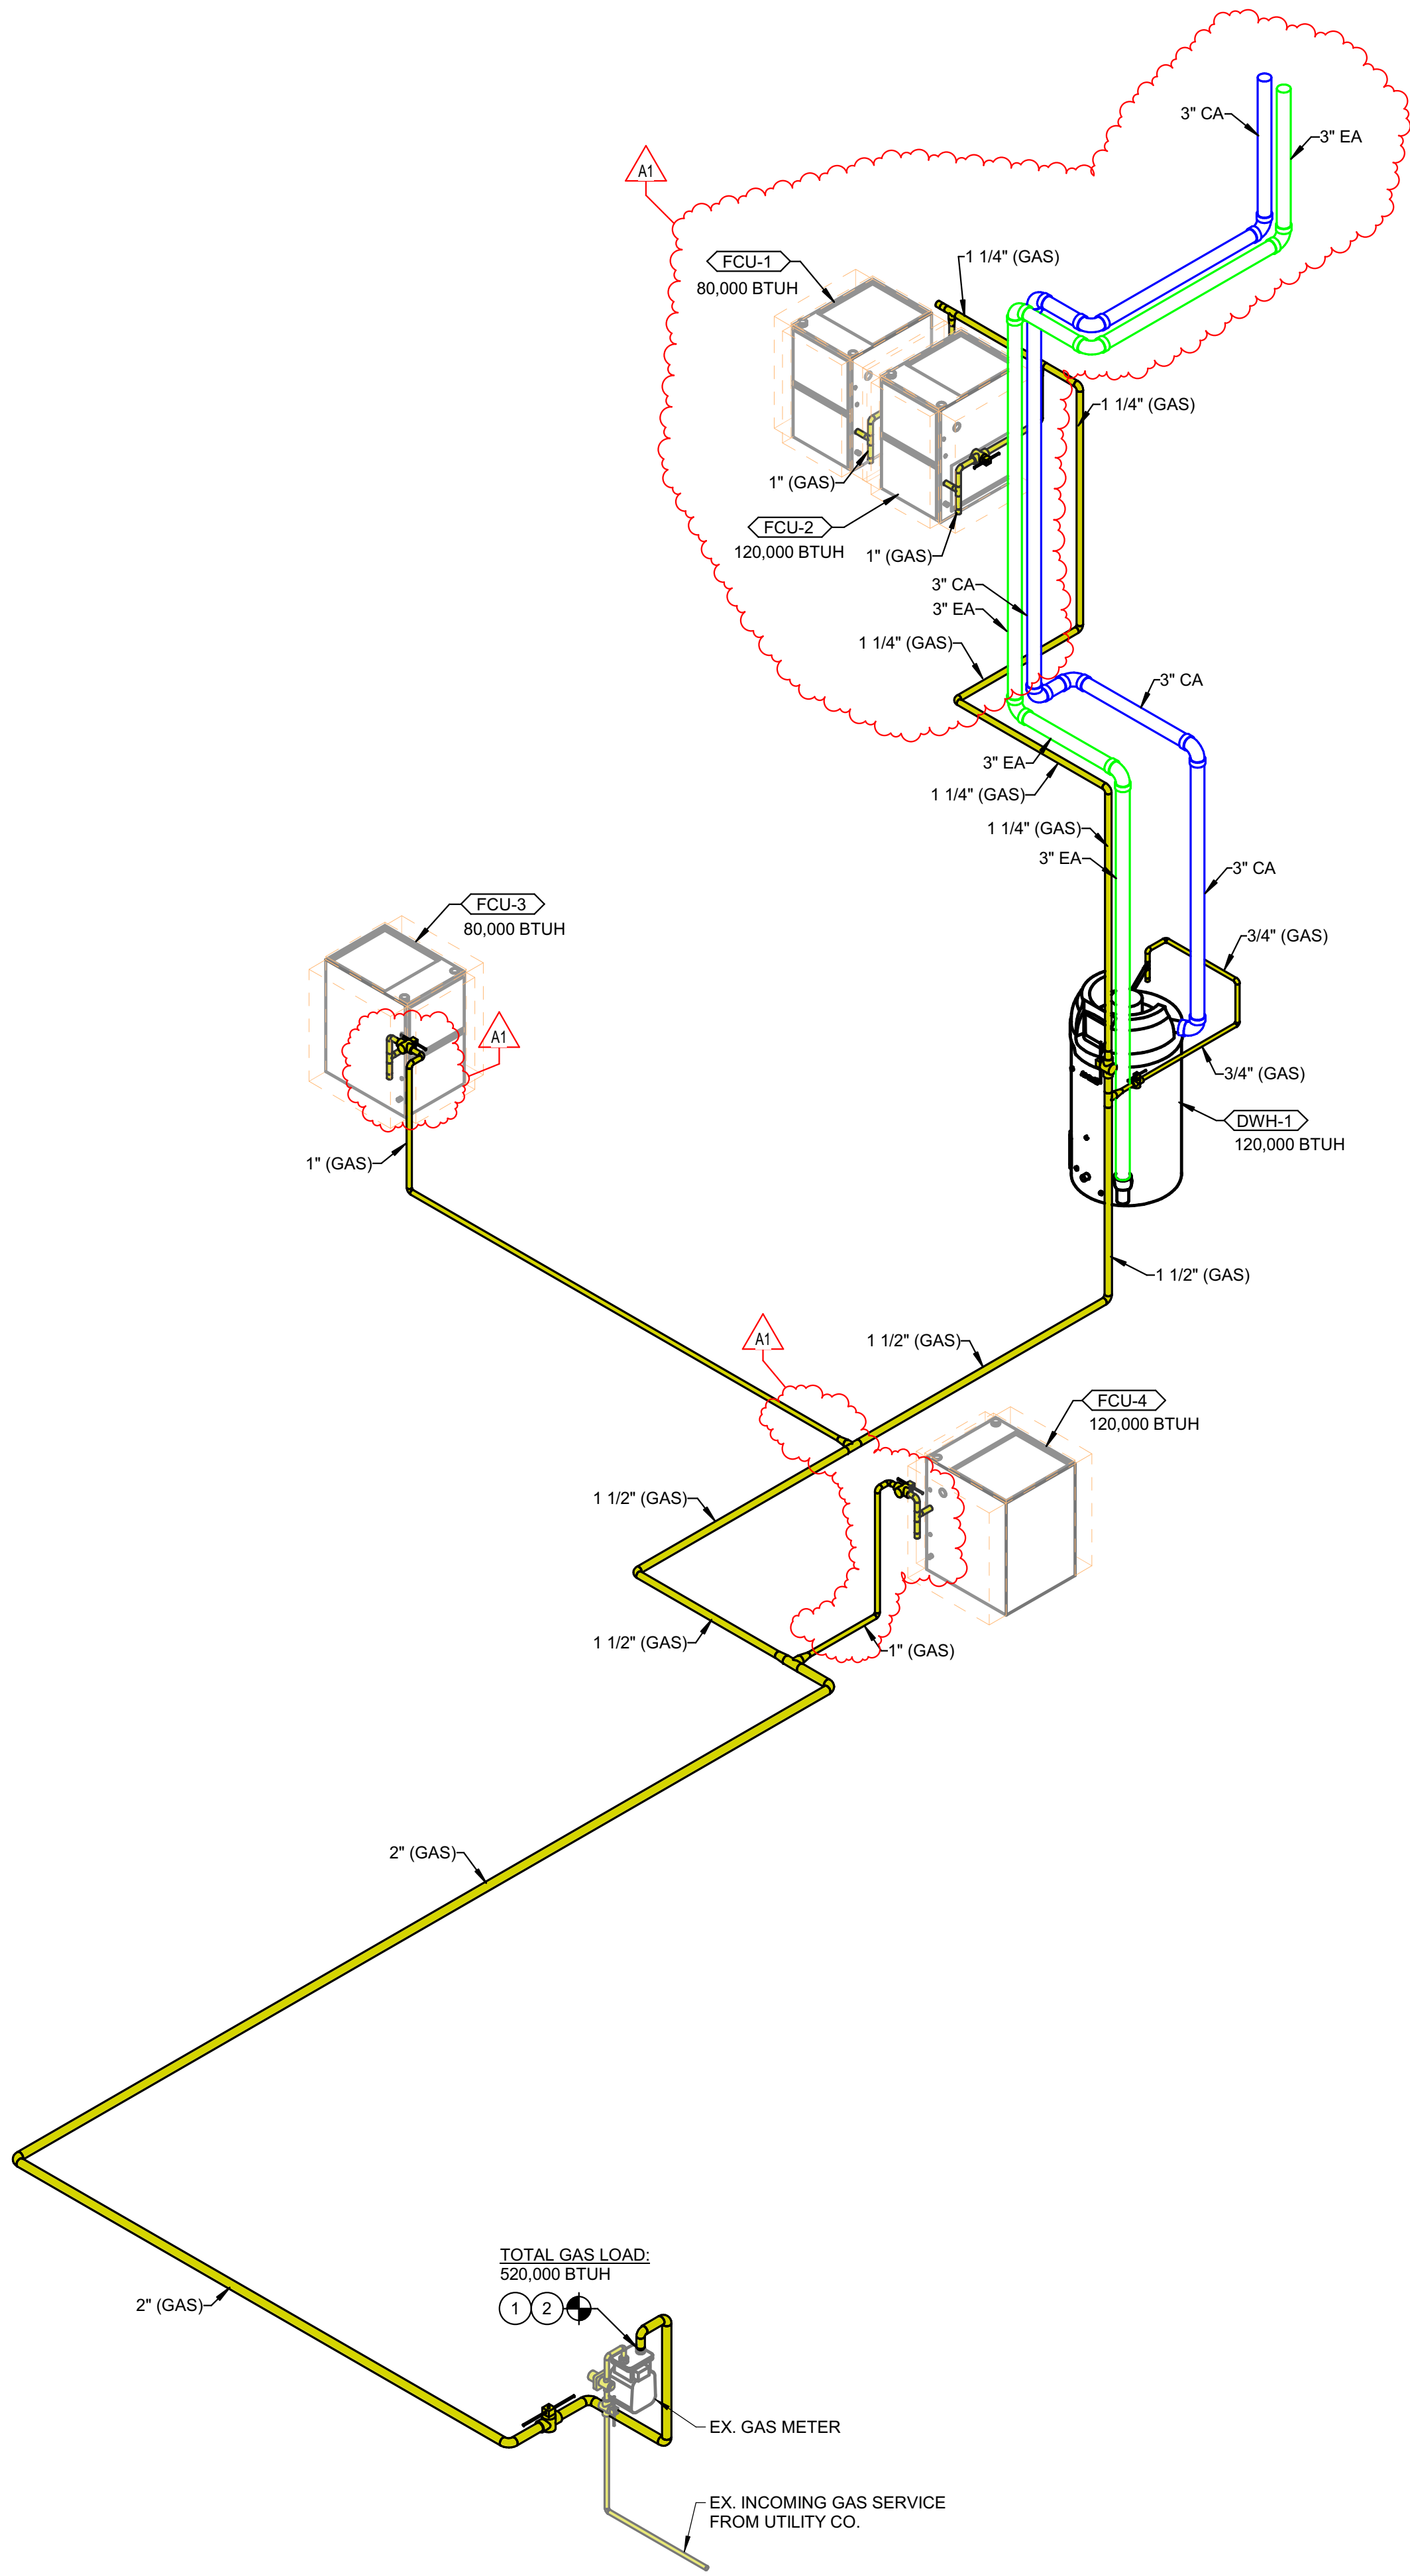 3" CA
3" EA
A1
FCU-1
80,000 BTUH
1 1/4" (GAS)
1 1/4" (GAS)
1" (GAS)
FCU-2
120,000 BTUH
1" (GAS)
3" CA
3" EA
1 1/4" (GAS)
3" CA
3" EA
1 1/4" (GAS)
1 1/4" (GAS)
3" EA
3" CA
FCU-3
80,000 BTUH
3/4" (GAS)
A1
3/4" (GAS)
DWH-1
120,000 BTUH
1" (GAS)
1 1/2" (GAS)
A1
1 1/2" (GAS)
FCU-4
120,000 BTUH
1 1/2" (GAS)
1 1/2" (GAS)
1" (GAS)
2" (GAS)
TOTAL GAS LOAD:
520,000 BTUH
1 2
2" (GAS)
EX. GAS METER
EX. INCOMING GAS SERVICE
FROM UTILITY CO.